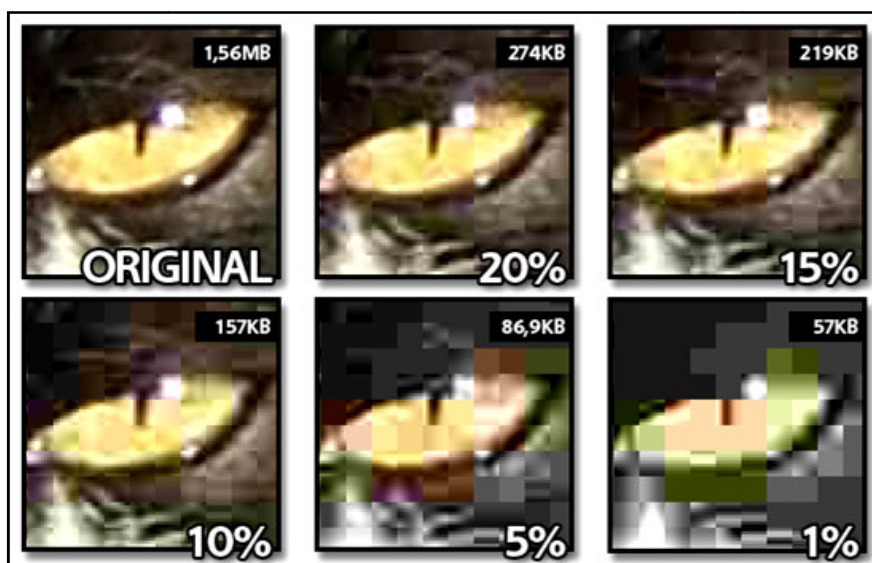 1,56MB
ORIGINAL
274KB
20%
219KB
15%
157KB
10%
86,9KB
5%
57KB
1%